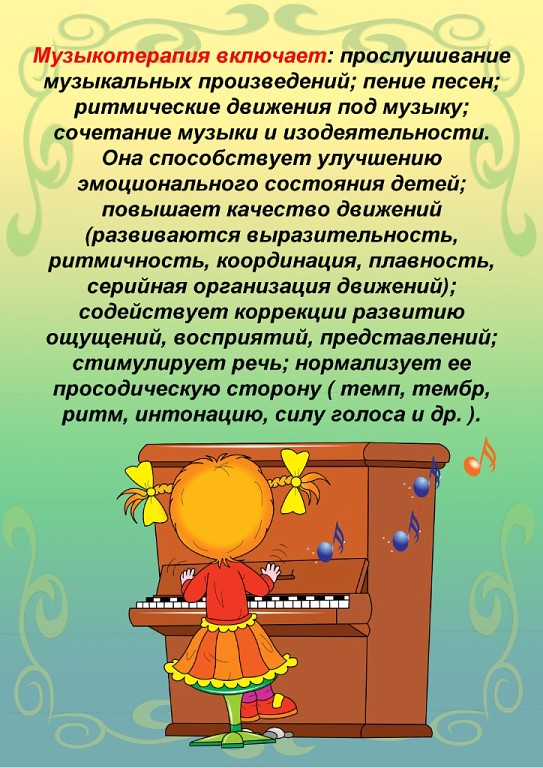 Музыкотерапия включает: прослушивание
музыкальных произведений; пение песен;
ритмические движения под музыку;
сочетание музыки и изодеятельности.
Она способствует улучшению
эмоционального состояния детей;
повышает качество движений
(развиваются выразительность,
ритмичность, координация, плавность,
серийная организация движений);
содействует коррекции развитию
ощущений, восприятий, представлений;
стимулирует речь; нормализует ее
просодическую сторону ( темп, тембр,
ритм, интонацию, силу голоса и др. ).